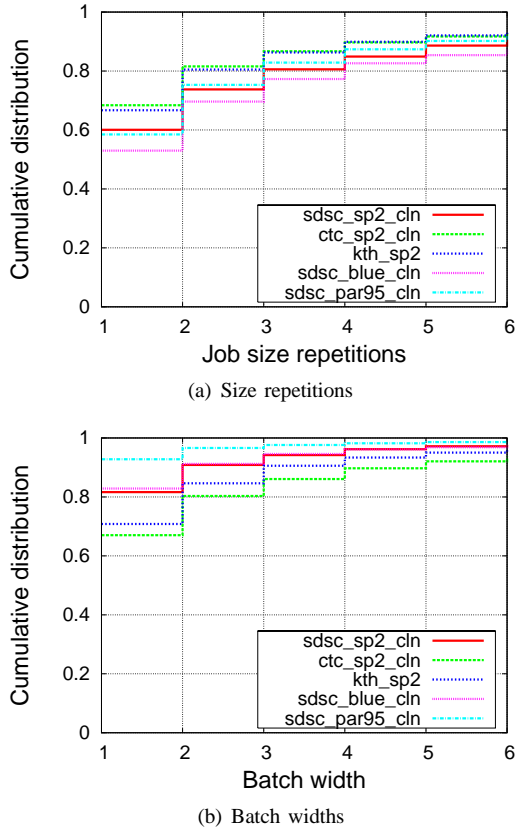 1
0.8
0.6
0.4
0.2
0
Cumulative distribution
sdsc_sp2_cln
ctc_sp2_cln
kth_sp2
sdsc_blue_cln
sdsc_par95_cln
1 2 3 4 5 6
Job size repetitions
(a) Size repetitions
1
0.8
0.6
0.4
0.2
0
Cumulative distribution
sdsc_sp2_cln
ctc_sp2_cln
kth_sp2
sdsc_blue_cln
sdsc_par95_cln
1 2 3 4 5 6
Batch width
(b) Batch widths